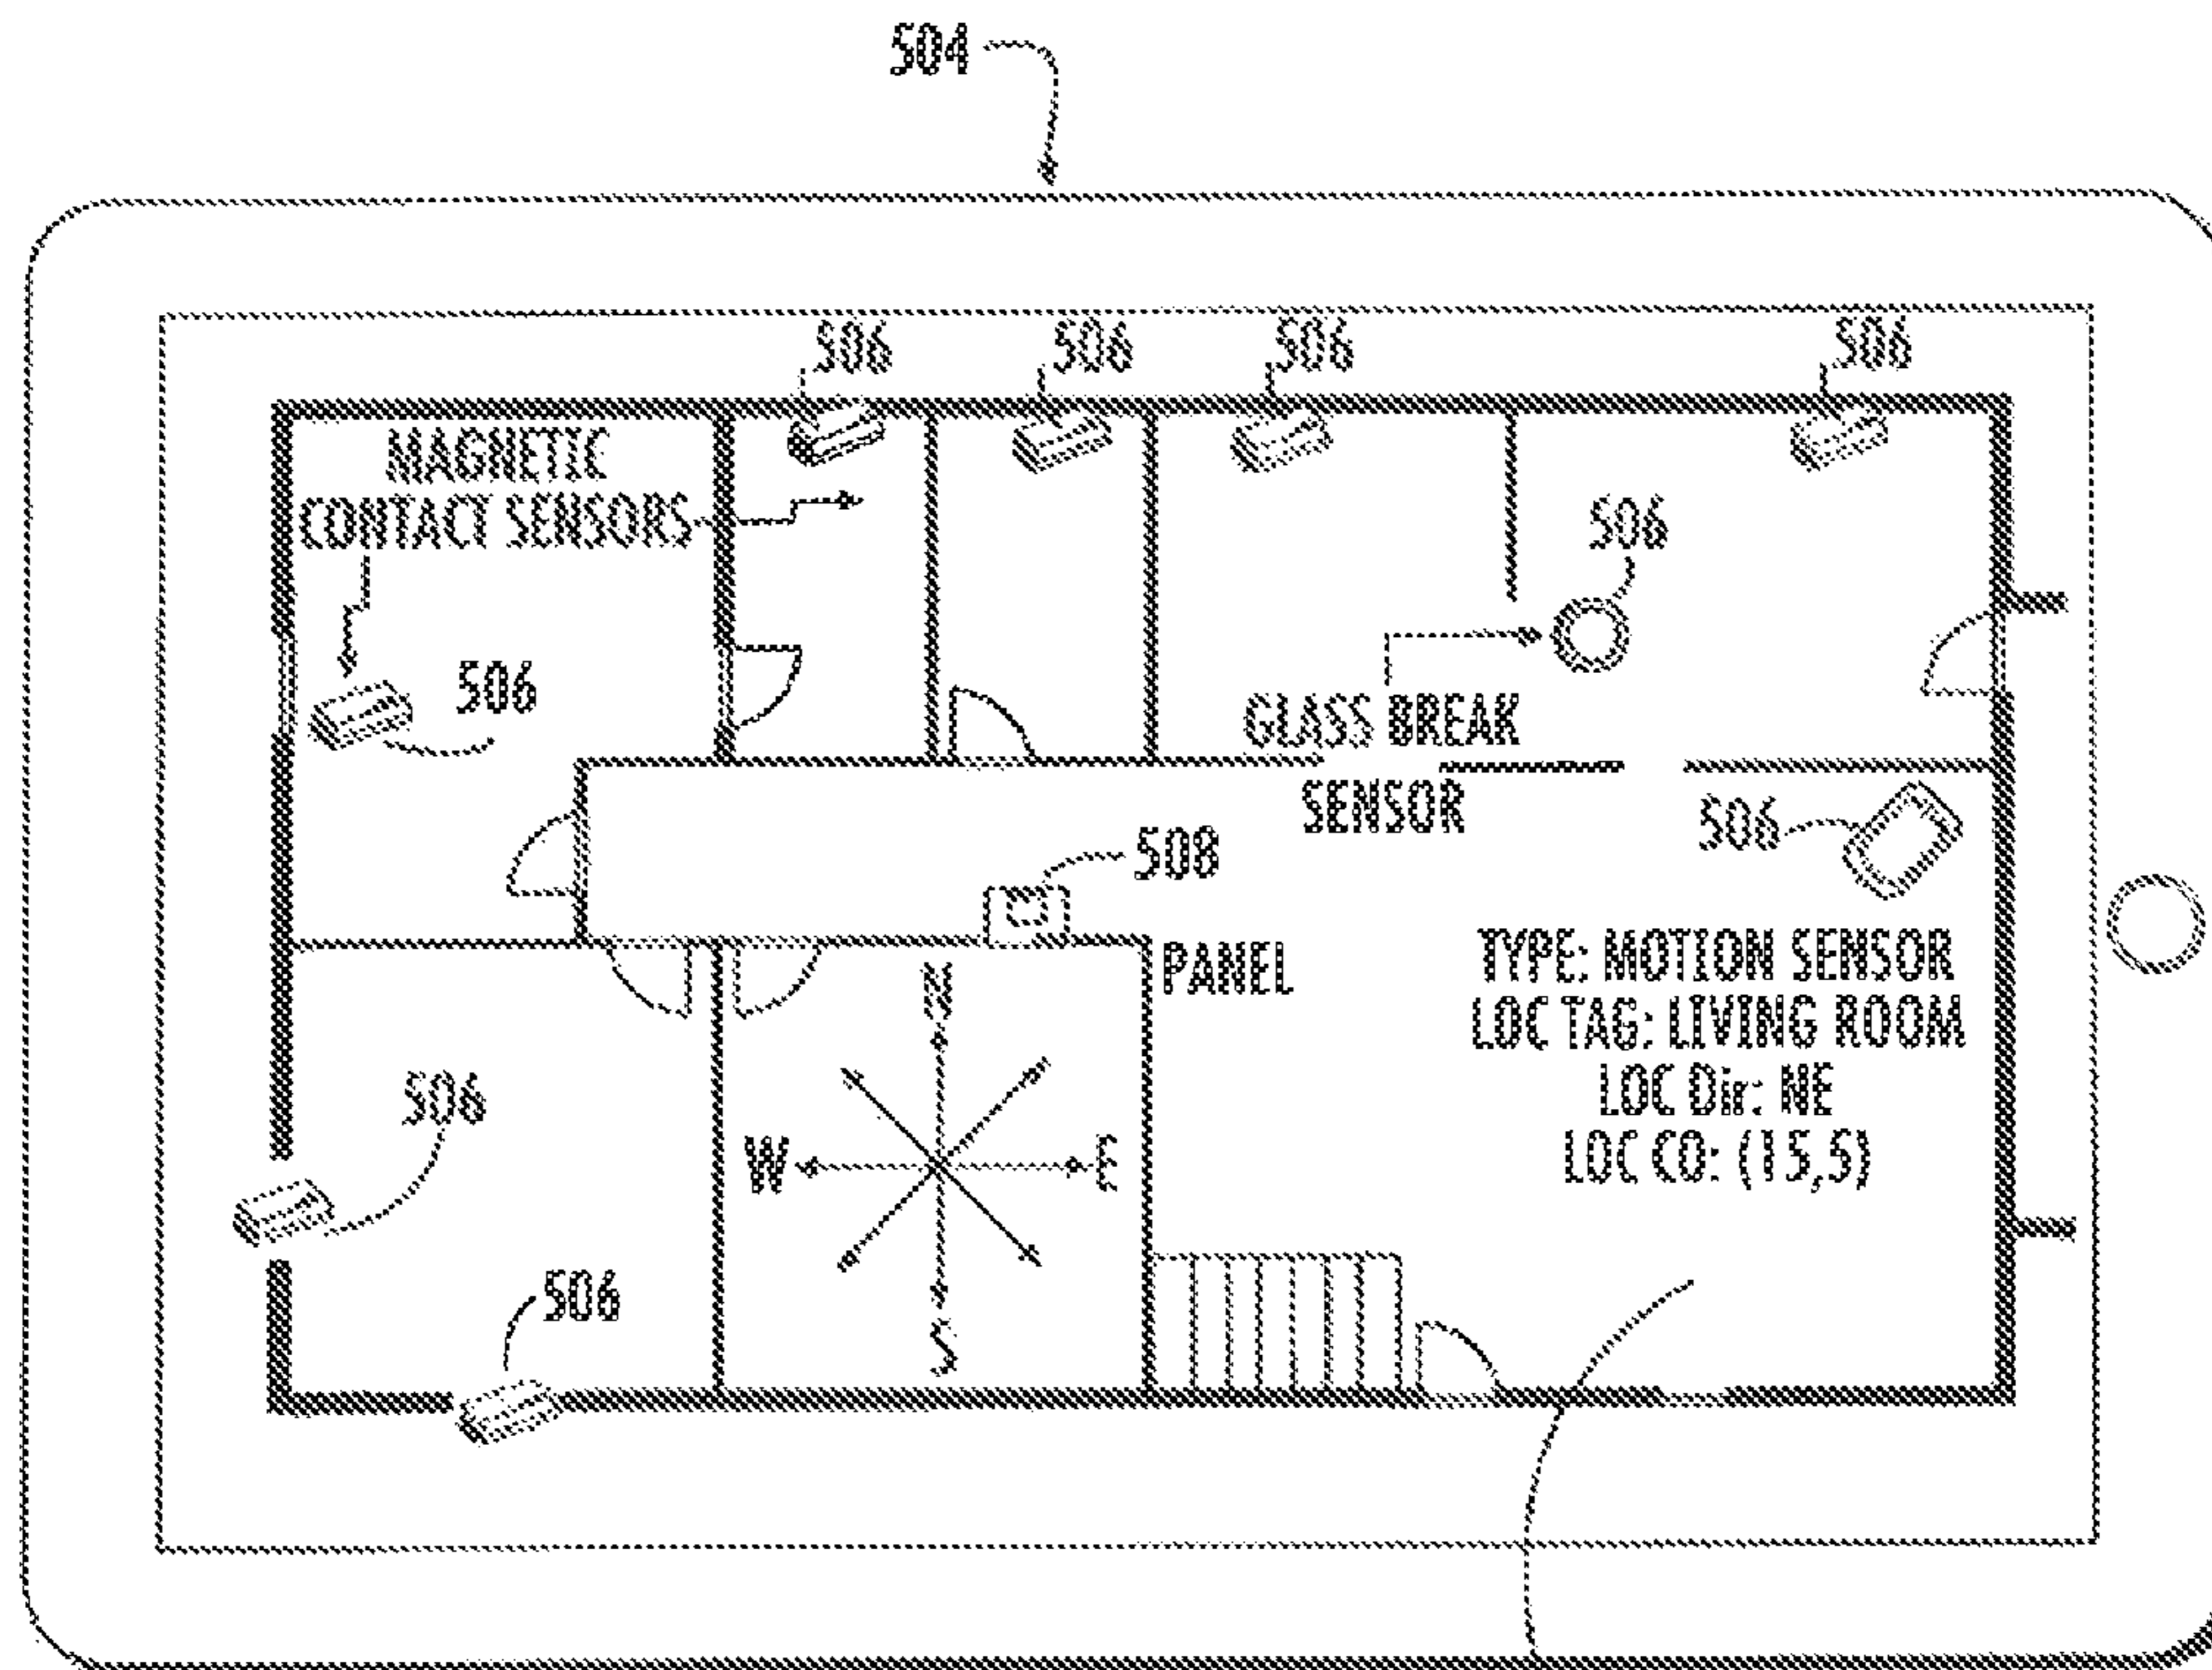 504
506
506
506
506
MAGNETIC
CONTACT SENSORS
506
506
GLASS BREAK
SENSOR
506
508
PANEL
TYPE: MOTION SENSOR
LOC TAG: LIVING ROOM
LOC Dir: NE
LOC CO: (15,5)
N
W
E
S
506
506